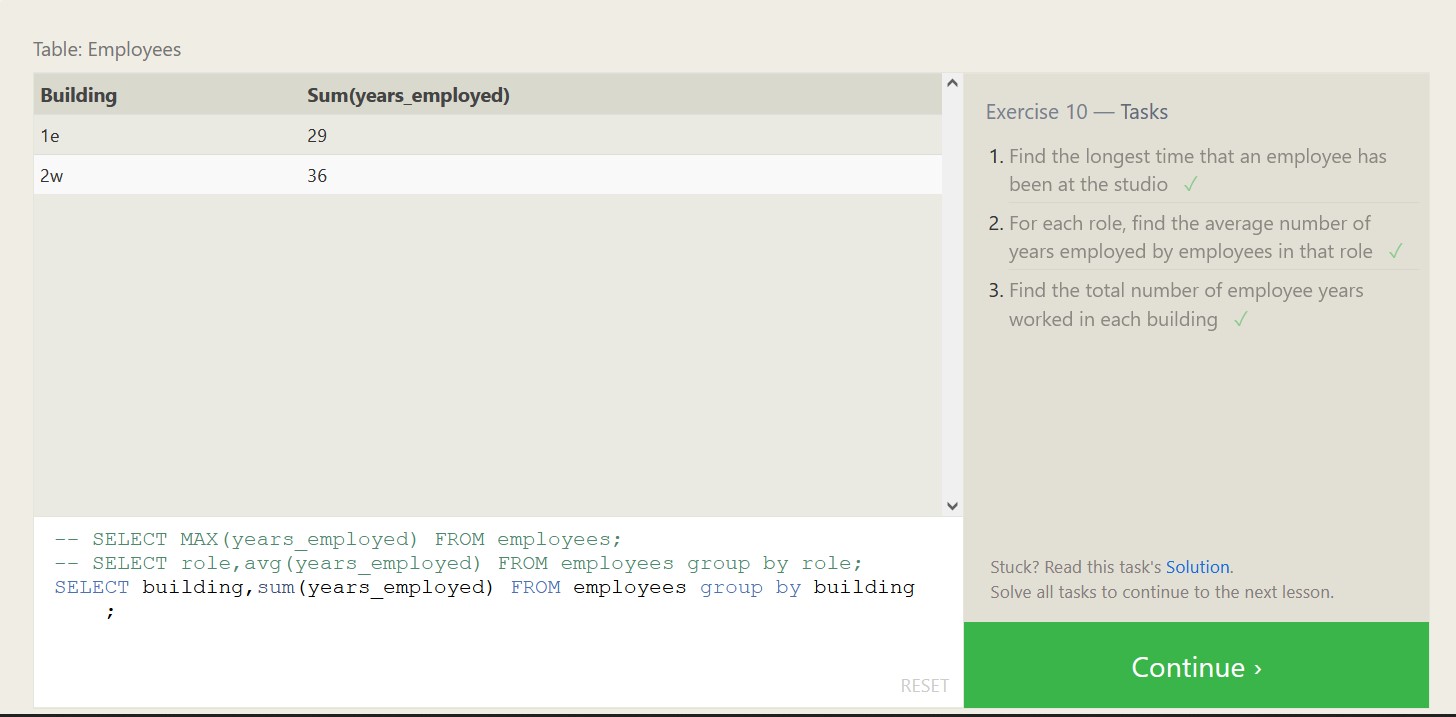 Table: Employees
Building Sum(years_employed)
1e 29
2w 36
-- SELECT MAX(years_employed) FROM employees;
-- SELECT role,avg(years_employed) FROM employees group by role;
SELECT building,sum(years_employed) FROM employees group by building
;
RESET
Exercise 10 — Tasks
1. Find the longest time that an employee has
been at the studio ✓
2. For each role, find the average number of
years employed by employees in that role ✓
3. Find the total number of employee years
worked in each building ✓
Stuck? Read this task's Solution.
Solve all tasks to continue to the next lesson.
Continue ›